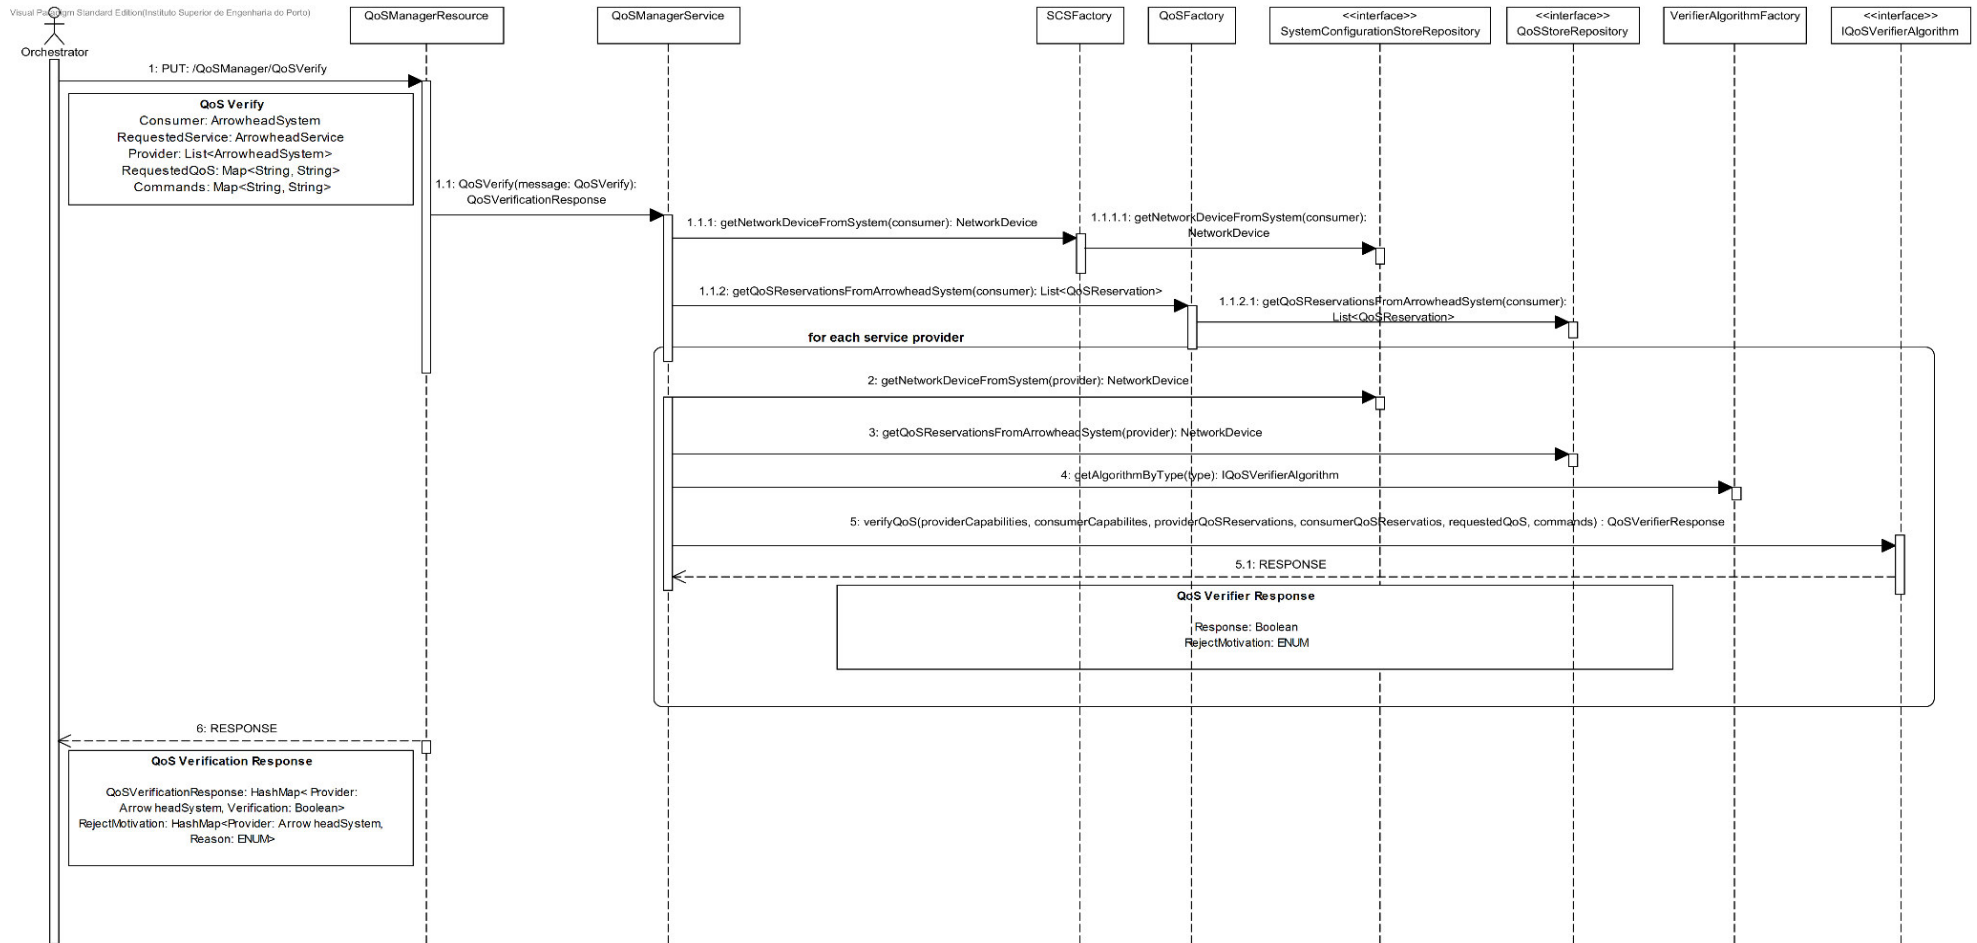 Visual Paradigm Standard Edition(Instituto Superior de Engenharia do Porto)
Orchestrator
QoSManagerResource
QoSManagerService
SCSFactory
QoSFactory
<<interface>>
SystemConfigurationStoreRepository
<<interface>>
QoSStoreRepository
VerifierAlgorithmFactory
<<interface>>
IQoSVerifierAlgorithm
1: PUT: /QoSManager/QoSVerify
QoS Verify
Consumer: ArrowheadSystem
RequestedService: ArrowheadService
Provider: List<ArrowheadSystem>
RequestedQoS: Map<String, String>
Commands: Map<String, String>
1.1: QoSVerify(message: QoSVerify):
QoSVerificationResponse
1.1.1: getNetworkDeviceFromSystem(consumer): NetworkDevice
1.1.1.1: getNetworkDeviceFromSystem(consumer):
NetworkDevice
1.1.2: getQoSReservationsFromArrowheadSystem(consumer): List<QoSReservation>
1.1.2.1: getQoSReservationsFromArrowheadSystem(consumer):
List<QoSReservation>
for each service provider
2: getNetworkDeviceFromSystem(provider): NetworkDevice
3: getQoSReservationsFromArrowheadSystem(provider): NetworkDevice
4: getAlgorithmByType(type): IQoSVerifierAlgorithm
5: verifyQoS(providerCapabilities, consumerCapabilites, providerQoSReservations, consumerQoSReservatios, requestedQoS, commands) : QoSVerifierResponse
5.1: RESPONSE
QoS Verifier Response
Response: Boolean
RejectMotivation: ENUM
6: RESPONSE
QoS Verification Response
QoSVerificationResponse: HashMap< Provider:
ArrowheadSystem, Verification: Boolean>
RejectMotivation: HashMap<Provider: ArrowheadSystem,
Reason: ENUM>